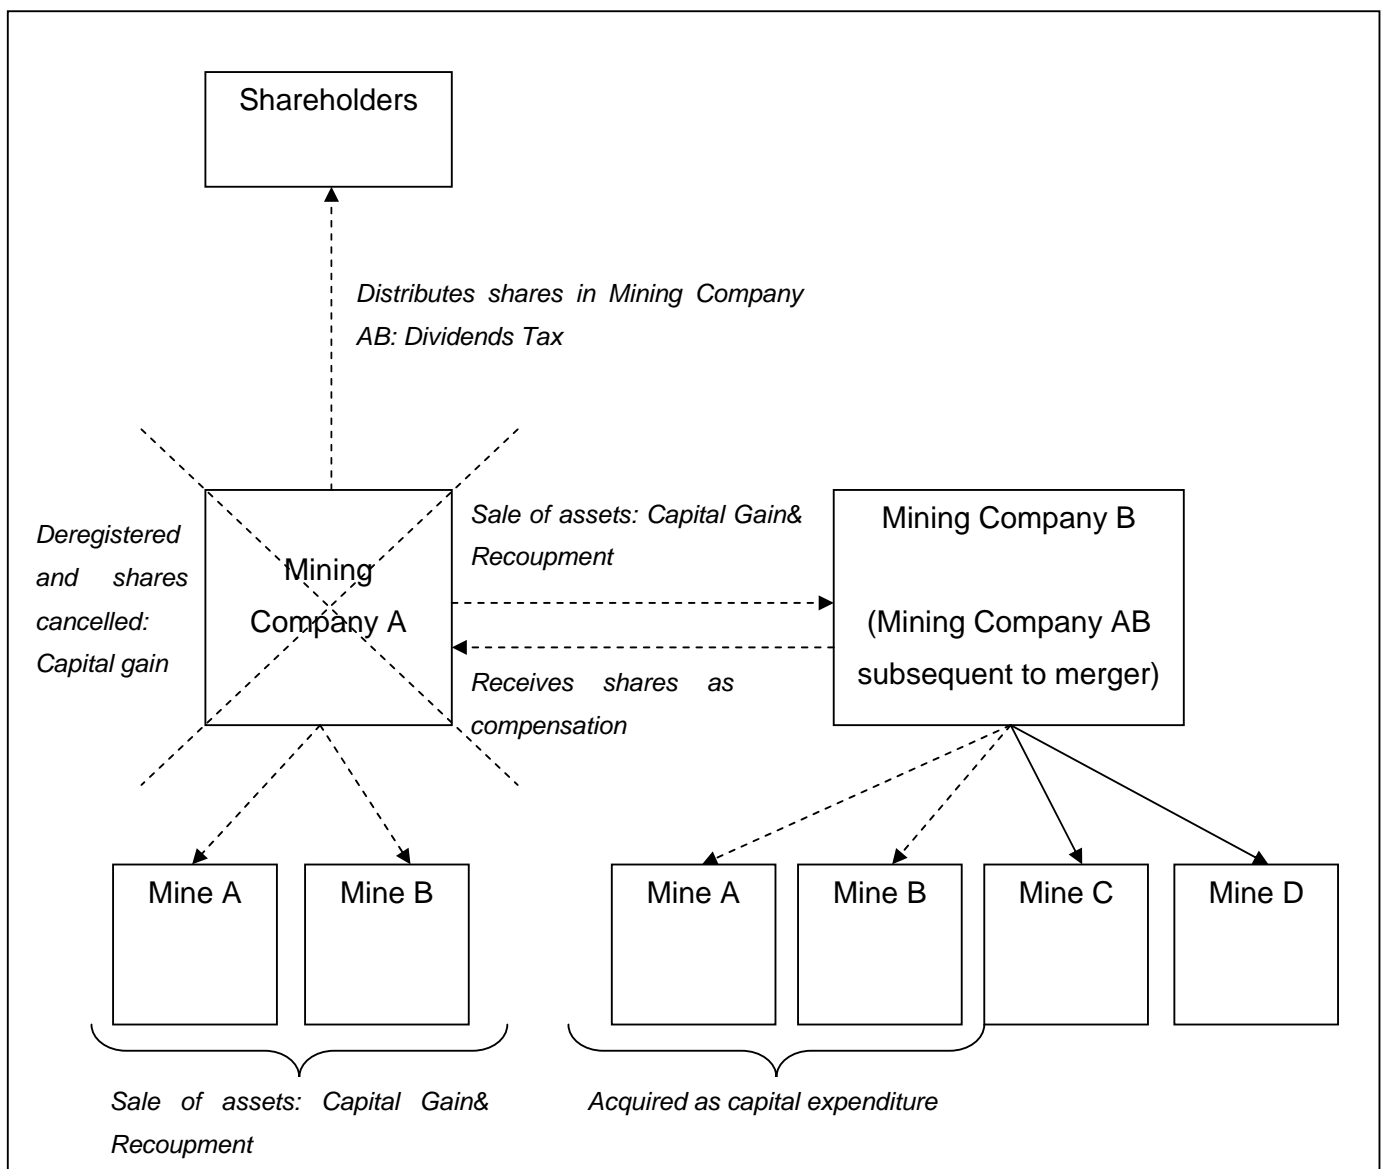 Shareholders
Distributes shares in Mining Company
AB: Dividends Tax
Deregistered
and shares
cancelled:
Capital gain
Mining
Company A
Sale of assets: Capital Gain&
Recoupment
Receives shares as
compensation
Mining Company B
(Mining Company AB
subsequent to merger)
Mine A
Mine B
Mine A
Mine B
Mine C
Mine D
Sale of assets: Capital Gain&
Recoupment
Acquired as capital expenditure